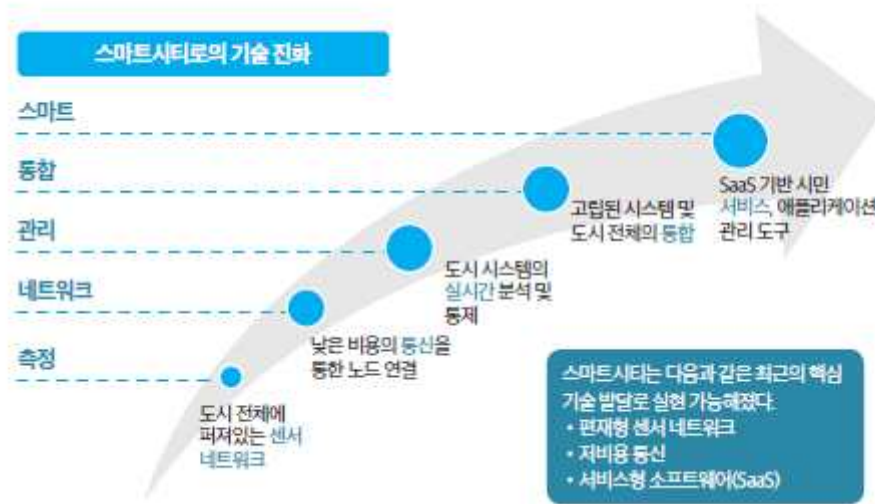 스마트시티로의 기술 진화
스마트
통합
관리
네트워크
측정
SaaS 기반 시민
서비스, 애플리케이션
관리 도구
고립된 시스템 및
도시 전체의 통합
도시 시스템의
실시간 분석 및
통제
낮은 비용의 통신을
통한 노드 연결
도시 전체에
퍼져있는 센서
네트워크
스마트시티는 다음과 같은 최근의 핵심
기술 발달로 실현 가능해졌다.
• 편재형 센서 네트워크
• 저비용 통신
• 서비스형 소프트웨어(SaaS)